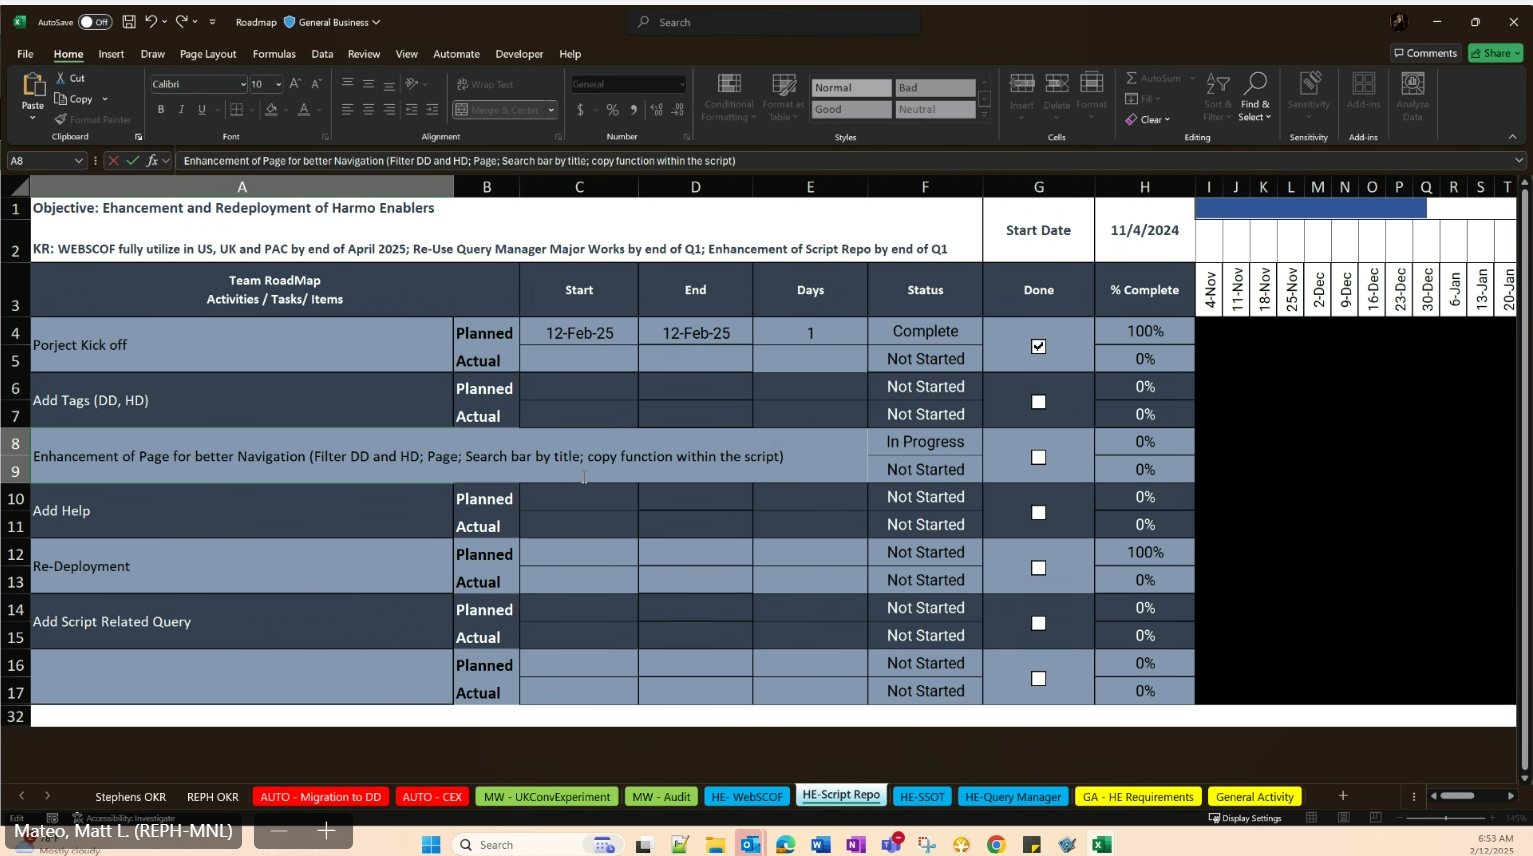 AutoSave Off Roadmap General Business Search
File Home Insert Draw Page Layout Formulas Data Review View Automate Developer Help Comments Share
Paste Cut Copy Format Painter
Calibri 10
Wrap Text Merge & Center
General
Conditional Formatting Format as Table
Normal Bad
Good Neutral
Insert Delete Format
AutoSum Fill Clear
Sort & Filter Find & Select
Sensitivity Add-ins Analyze Data
Clipboard Font Alignment Number Styles Cells Editing Sensitivity Add-ins
A8 fx Enhancement of Page for better Navigation (Filter DD and HD; Page; Search bar by title; copy function within the script)
A B C D E F G H I J K L M N O P Q R S T
1 Objective: Ehancement and Redeployment of Harmo Enablers
2 KR: WEBSCOF fully utilize in US, UK and PAC by end of April 2025; Re-Use Query Manager Major Works by end of Q1; Enhancement of Script Repo by end of Q1
Start Date 11/4/2024
3 Team RoadMap
Activities / Tasks/ Items
Start End Days Status Done % Complete 4-Nov 11-Nov 18-Nov 25-Nov 2-Dec 9-Dec 16-Dec 23-Dec 30-Dec 6-Jan 13-Jan 20-Jan
4 Planned 12-Feb-25 12-Feb-25 1 Complete 100%
Porject Kick off
5 Actual Not Started 0%
6 Planned Not Started 0%
Add Tags (DD, HD)
7 Actual Not Started 0%
8 In Progress 0%
Enhancement of Page for better Navigation (Filter DD and HD; Page; Search bar by title; copy function within the script)
9 Not Started 0%
10 Planned Not Started 0%
Add Help
11 Actual Not Started 0%
12 Planned Not Started 100%
Re-Deployment
13 Actual Not Started 0%
14 Planned Not Started 0%
Add Script Related Query
15 Actual Not Started 0%
16 Planned Not Started 0%
17 Actual Not Started 0%
32
Stephens OKR REPH OKR AUTO - Migration to DD AUTO - CEX MW - UKConvExperiment MW - Audit HE- WebSCOF HE-Script Repo HE-SSOT HE-Query Manager GA - HE Requirements General Activity
Edit Accessibility: Investigate Display Settings 145%
Mateo, Matt L. (REPH-MNL)
Mostly cloudy
Search
6:53 AM
2/12/2025